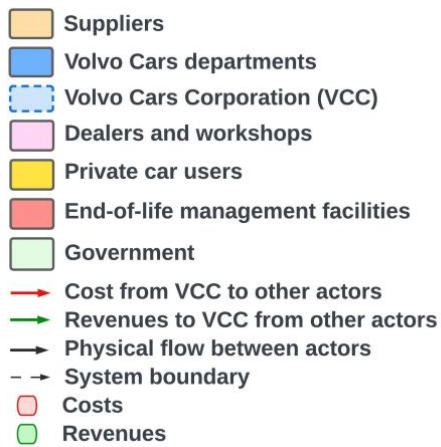 Suppliers
Volvo Cars departments
Volvo Cars Corporation (VCC)
Dealers and workshops
Private car users
End-of-life management facilities
Government
Cost from VCC to other actors
Revenues to VCC from other actors
Physical flow between actors
System boundary
Costs
Revenues